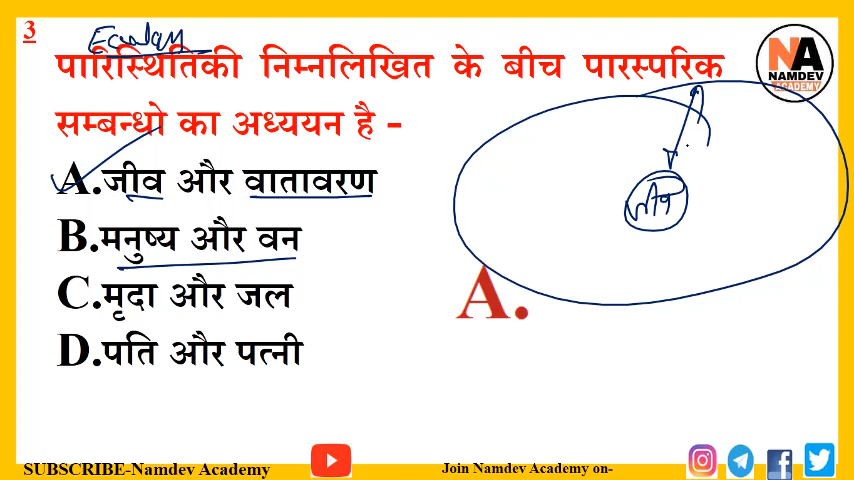 3
Ecology
पारिस्थितिकी निम्नलिखित के बीच पारस्परिक
सम्बन्धो का अध्ययन है -
A.जीव और वातावरण
B.मनुष्य और वन
C.मृदा और जल
D.पति और पत्नी
जीव
A.
NA
NAMDEV
ACADEMY
SUBSCRIBE-Namdev Academy
Join Namdev Academy on-